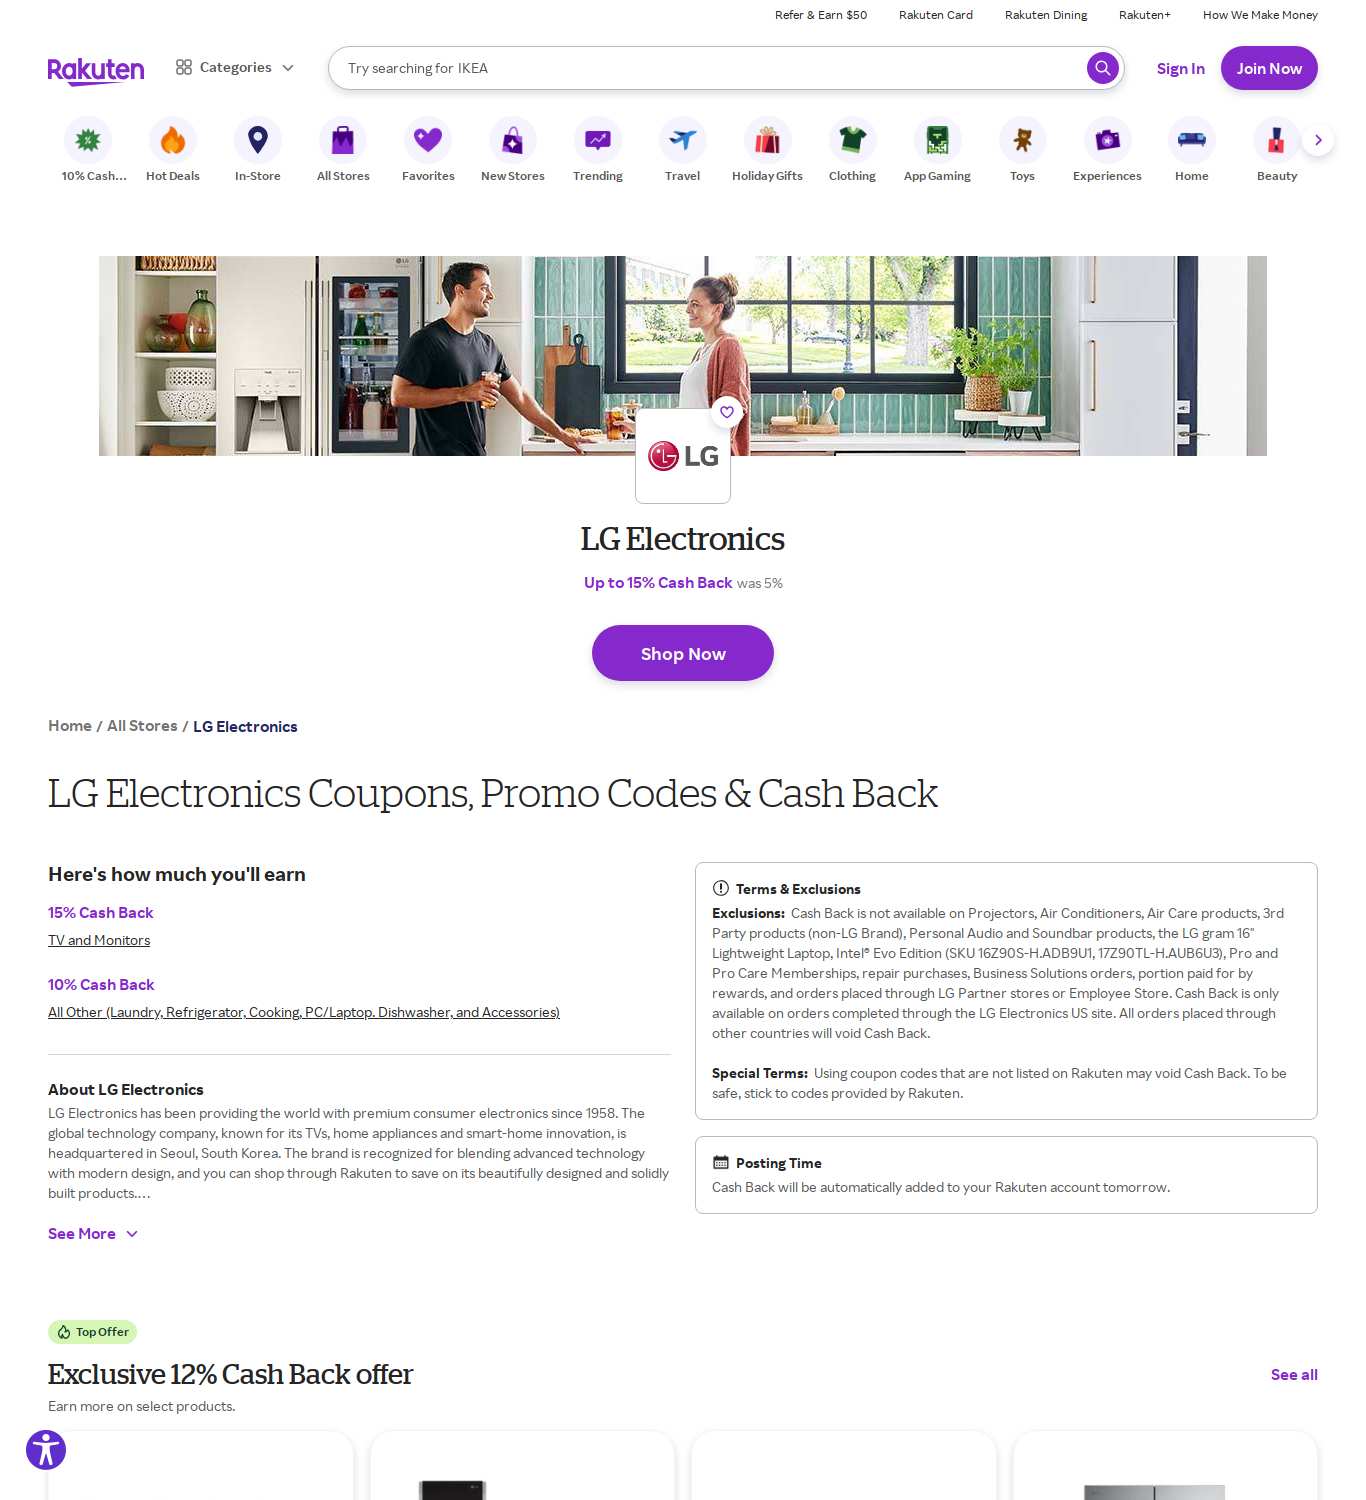 Refer & Earn $50
Rakuten Card
Rakuten Dining
Rakuten+
How We Make Money
Rakuten
Categories
Try searching for IKEA
Sign In
Join Now
10% Cash...
Hot Deals
In-Store
All Stores
Favorites
New Stores
Trending
Travel
Holiday Gifts
Clothing
App Gaming
Toys
Experiences
Home
Beauty
LG
LG Electronics
Up to 15% Cash Back was 5%
Shop Now
Home / All Stores / LG Electronics
LG Electronics Coupons, Promo Codes & Cash Back
Here's how much you'll earn
15% Cash Back
TV and Monitors
10% Cash Back
All Other (Laundry, Refrigerator, Cooking, PC/Laptop. Dishwasher, and Accessories)
About LG Electronics
LG Electronics has been providing the world with premium consumer electronics since 1958. The
global technology company, known for its TVs, home appliances and smart-home innovation, is
headquartered in Seoul, South Korea. The brand is recognized for blending advanced technology
with modern design, and you can shop through Rakuten to save on its beautifully designed and solidly
built products....
See More
Terms & Exclusions
Exclusions: Cash Back is not available on Projectors, Air Conditioners, Air Care products, 3rd
Party products (non-LG Brand), Personal Audio and Soundbar products, the LG gram 16"
Lightweight Laptop, Intel® Evo Edition (SKU 16Z90S-H.ADB9U1, 17Z90TL-H.AUB6U3), Pro and
Pro Care Memberships, repair purchases, Business Solutions orders, portion paid for by
rewards, and orders placed through LG Partner stores or Employee Store. Cash Back is only
available on orders completed through the LG Electronics US site. All orders placed through
other countries will void Cash Back.
Special Terms: Using coupon codes that are not listed on Rakuten may void Cash Back. To be
safe, stick to codes provided by Rakuten.
Posting Time
Cash Back will be automatically added to your Rakuten account tomorrow.
Top Offer
Exclusive 12% Cash Back offer
See all
Earn more on select products.